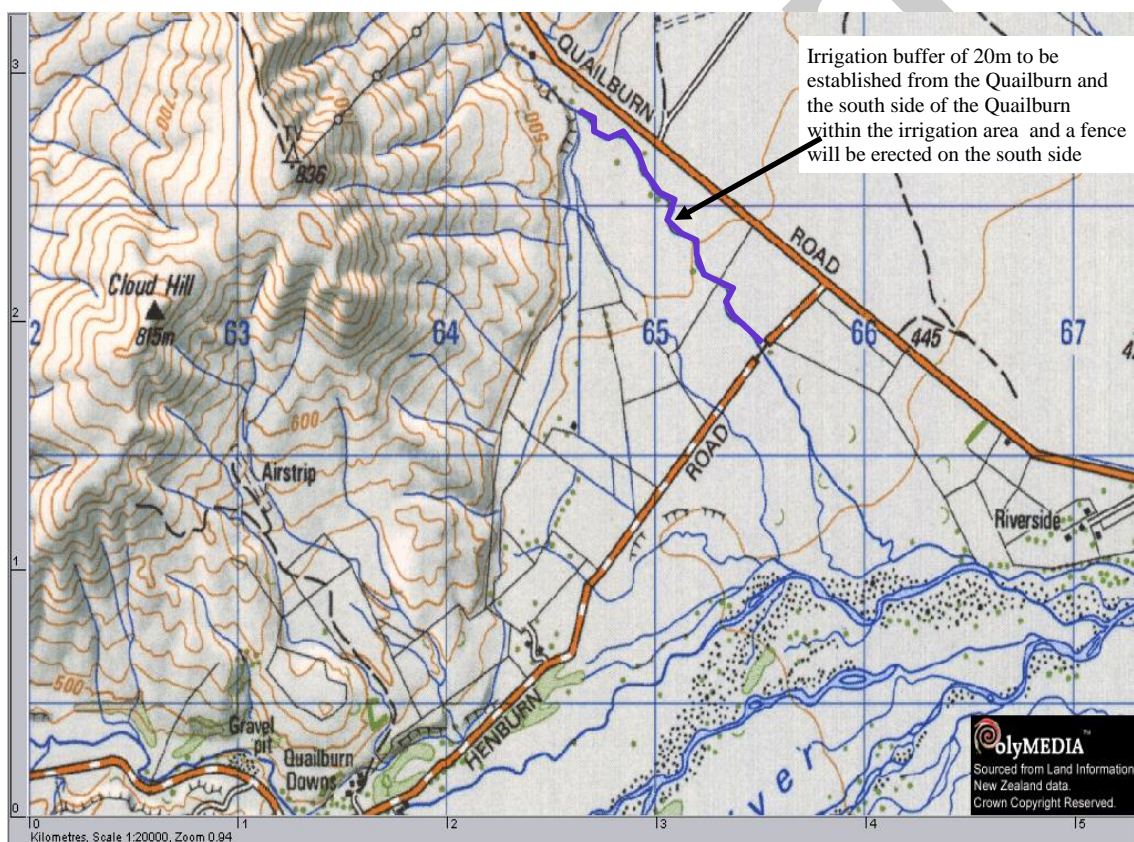 Irrigation buffer of 20m to be
established from the Quailburn and
the south side of the Quailburn
within the irrigation area and a fence
will be erected on the south side
QUAILBURN
ROAD
3
700
500
836
Cloud Hill
815m
2
2
63
64
65
66
67
445
600
Airstrip
ROAD
Riverside
1
500
Gravel
pit
Quailburn
Downs
HENBURN
ver
PolyMEDIA™
Sourced from Land Information
New Zealand data.
Crown Copyright Reserved.
0
0
1
2
3
4
5
Kilometres, Scale 1:20000, Zoom 0.94